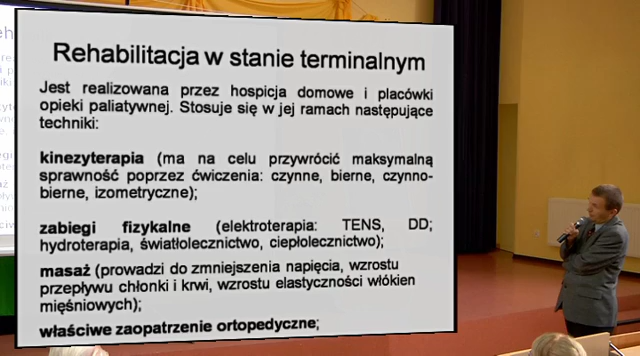 Rehabilitacja w stanie terminalnym
Jest realizowana przez hospicja domowe i placówki
opieki paliatywnej. Stosuje się w jej ramach następujące
techniki:
kinezyterapia (ma na celu przywrócić maksymalną
sprawność poprzez ćwiczenia: czynne, bierne, czynno-
bierne, izometryczne);
zabiegi fizykalne (elektroterapia: TENS, DD;
hydroterapia, światłolecznictwo, ciepłolecznictwo);
masaż (prowadzi do zmniejszenia napięcia, wzrostu
przepływu chłonki i krwi, wzrostu elastyczności włókien
mięśniowych);
właściwe zaopatrzenie ortopedyczne;